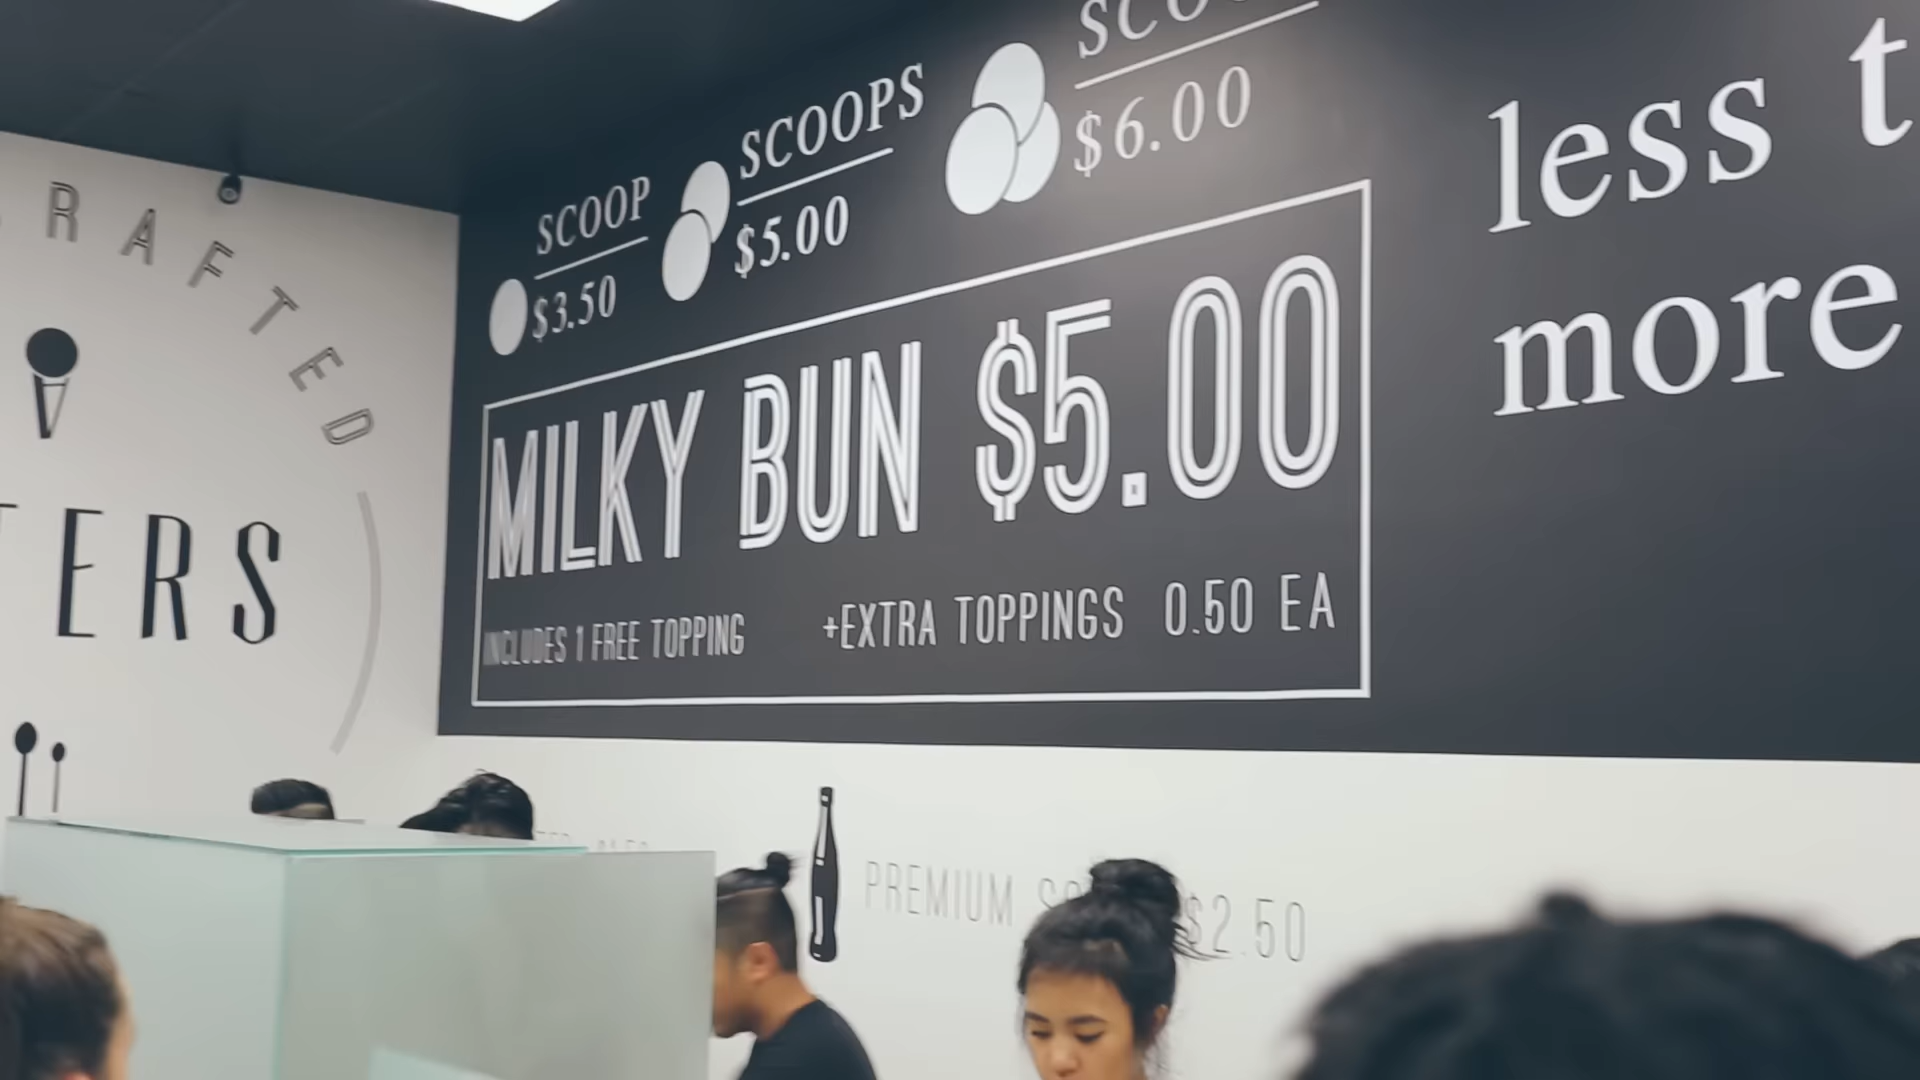 RAFTED
TERS
SCOOP
$3.50
SCOOPS
$5.00
$6.00
MILKY BUN $5.00
INCLUDES 1 FREE TOPPING
+EXTRA TOPPINGS 0.50 EA
less t
more
PREMIUM
$2.50